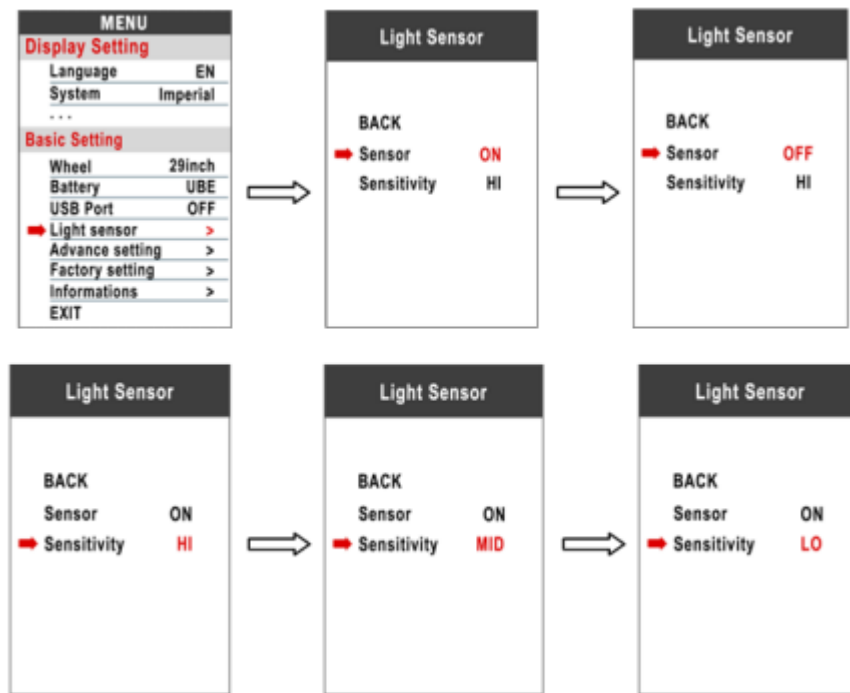 MENU
Display Setting
Language EN
System Imperial
...
Basic Setting
Wheel 29inch
Battery UBE
USB Port OFF
Light sensor >
Advance setting >
Factory setting >
Informations >
EXIT
Light Sensor
BACK
Sensor ON
Sensitivity HI
Light Sensor
BACK
Sensor OFF
Sensitivity HI
Light Sensor
BACK
Sensor ON
Sensitivity HI
Light Sensor
BACK
Sensor ON
Sensitivity MID
Light Sensor
BACK
Sensor ON
Sensitivity LO